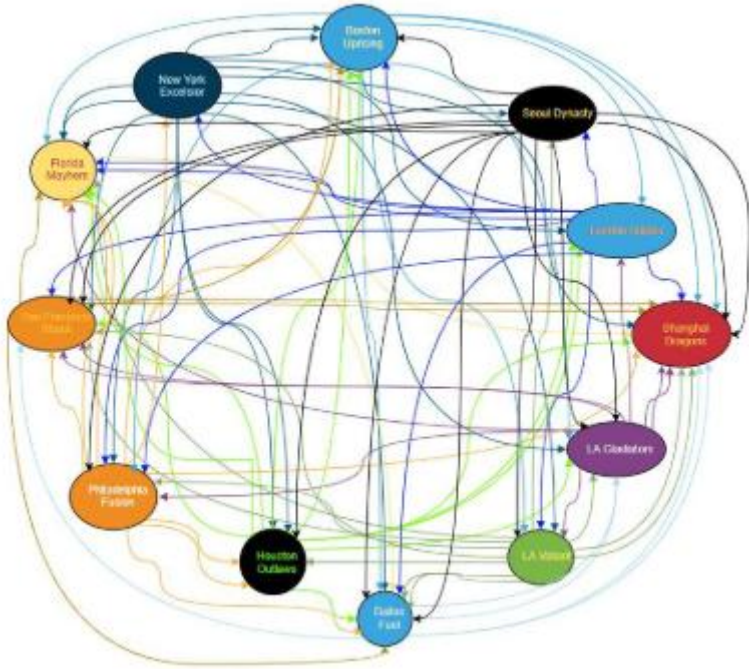 Boston
Uprising
New York
Excelsior
Seoul Dynasty
Florida
Mayhem
London Spitfire
San Francisco
Shock
Shanghai
Dragons
LA Gladiators
Philadelphia
Fusion
Houston
Outlaws
LA Valiant
Dallas
Fuel